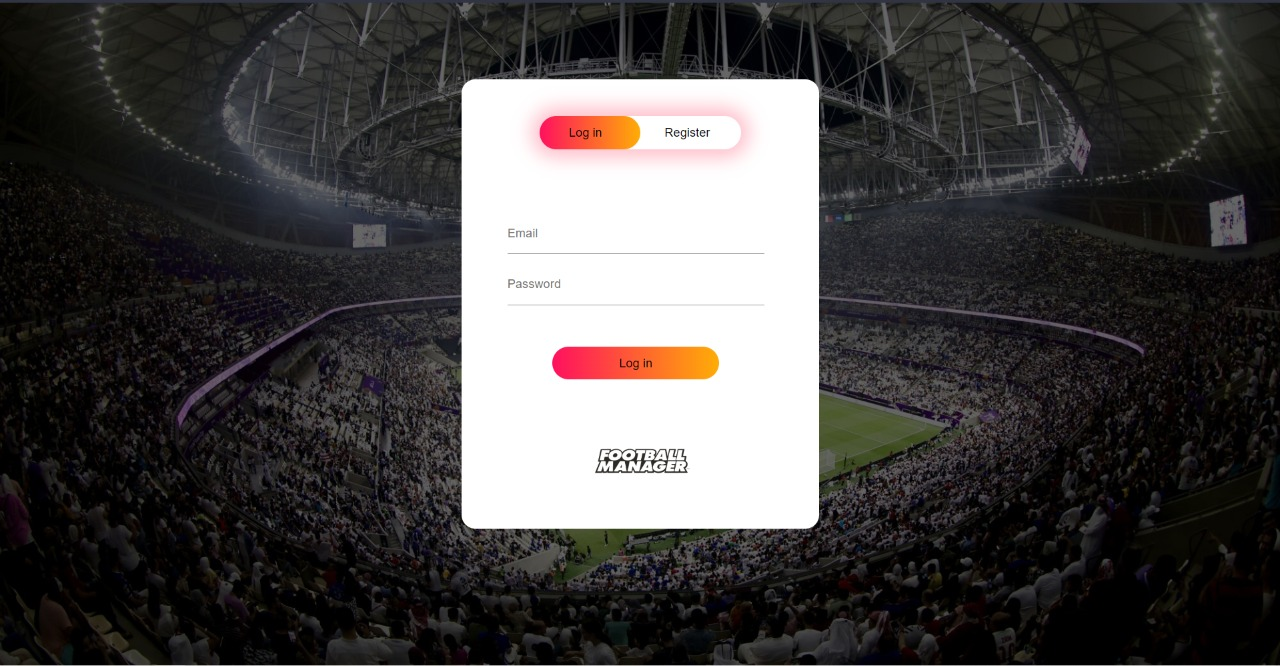 Log in
Register
Email
Password
Log in
FOOTBALL
MANAGER